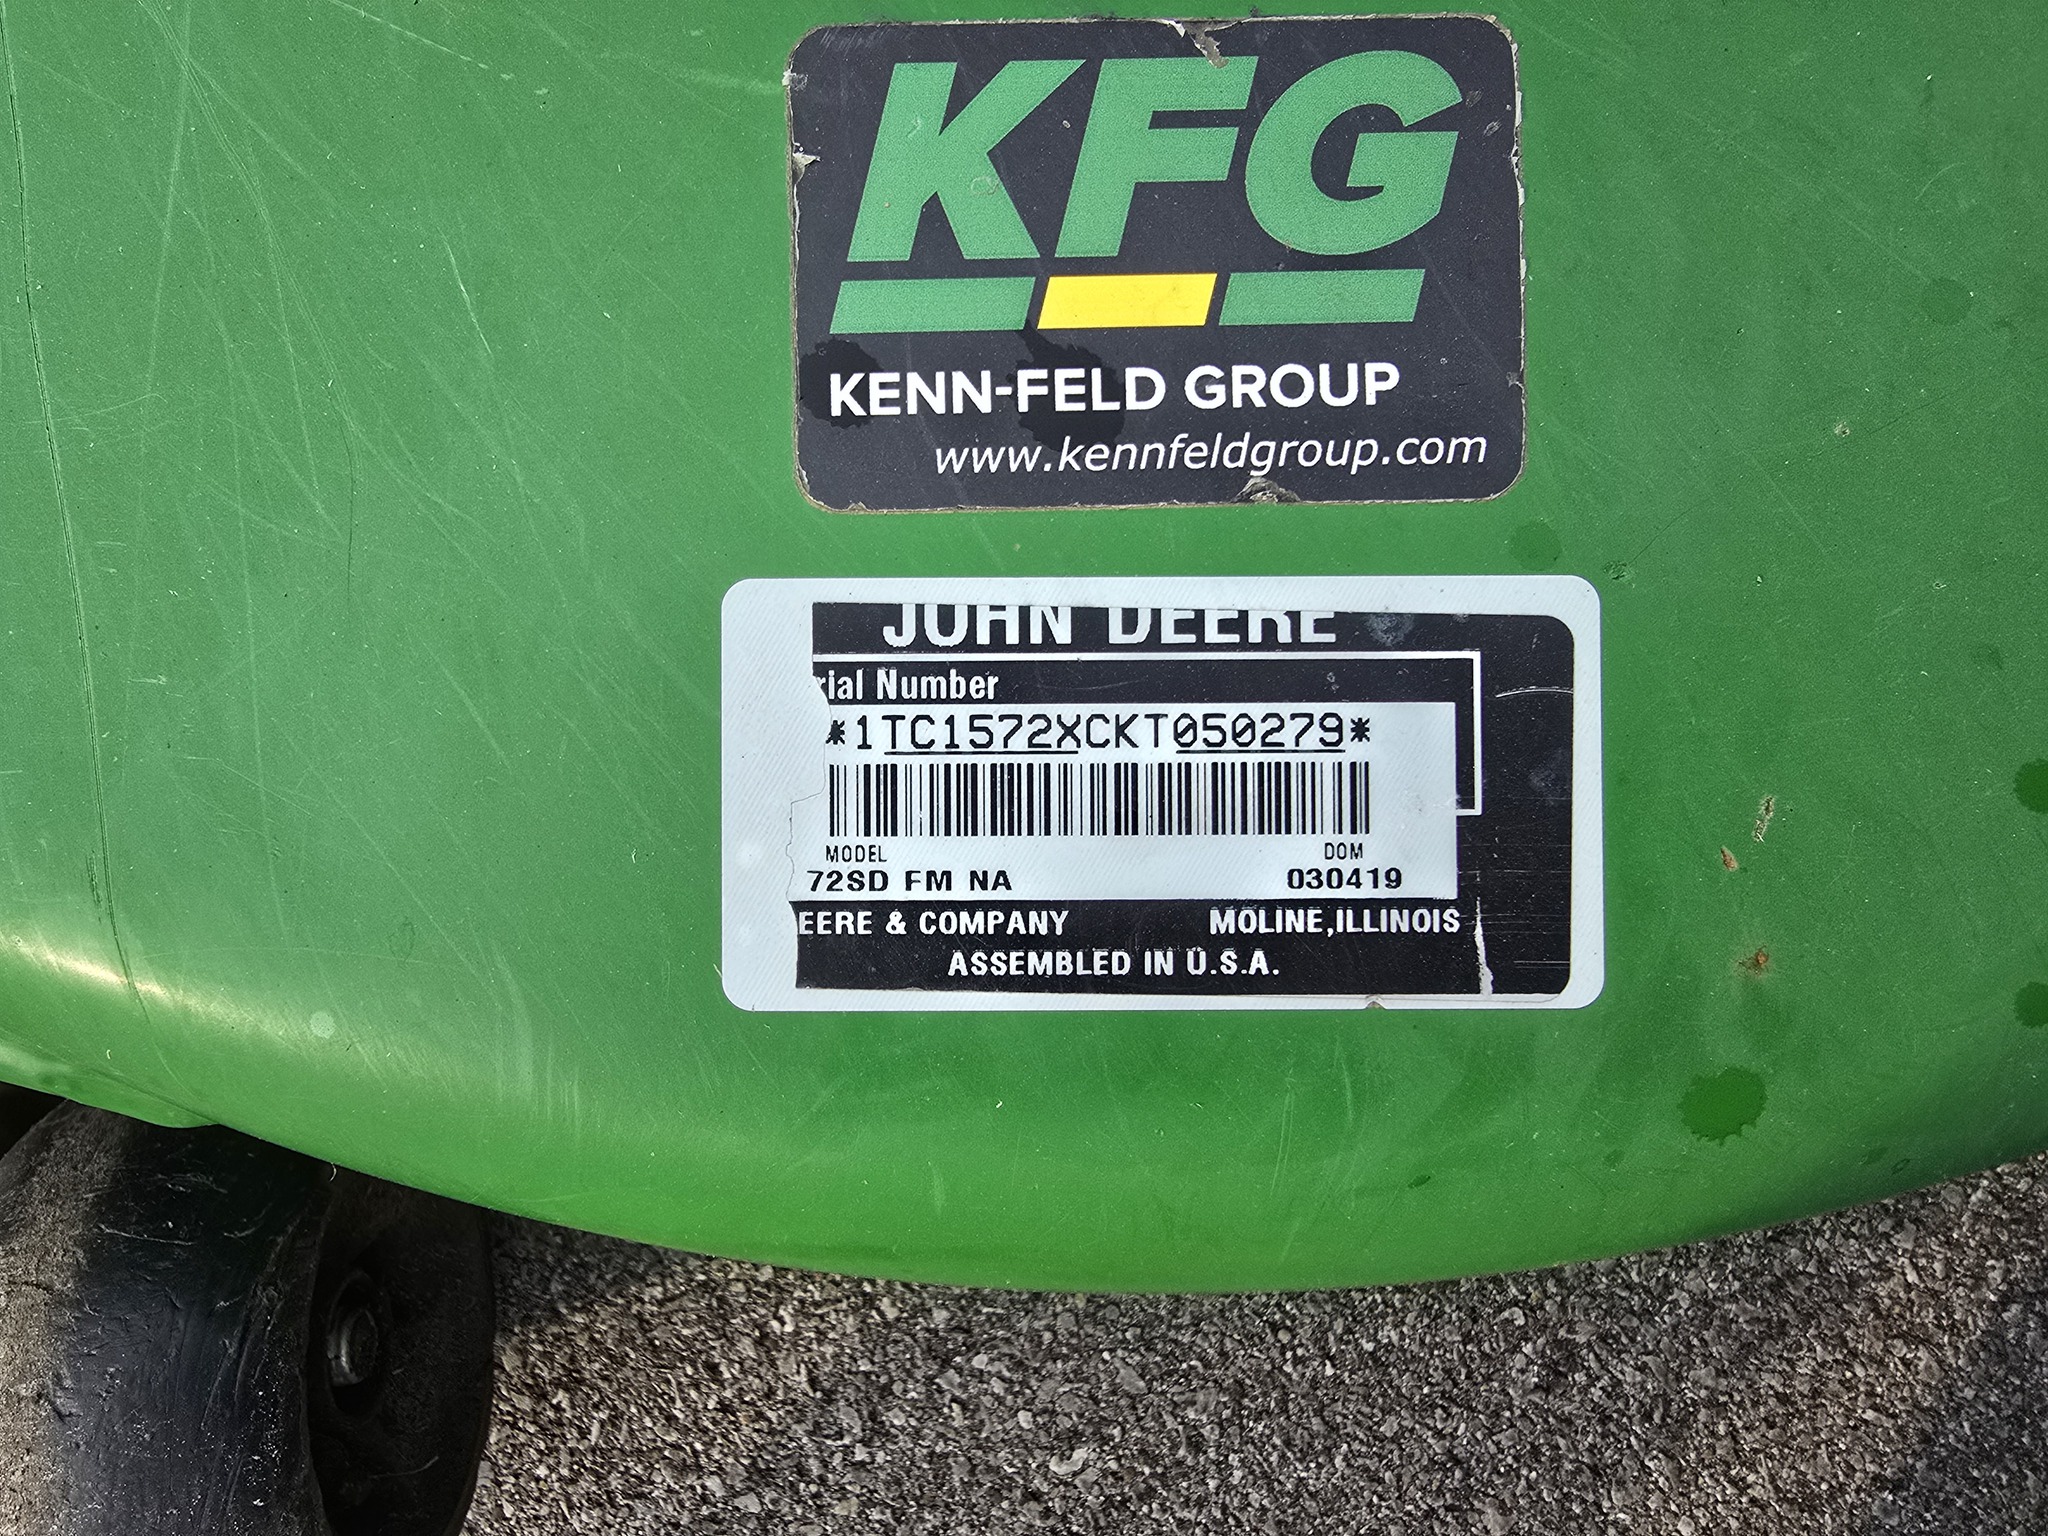 KFG
KENN-FELD GROUP
www.kennfeldgroup.com
JOHN DEERE
rial Number
*1TC1572XCKT050279*
MODEL DOM
72SD FM NA 030419
EERE & COMPANY MOLINE,ILLINOIS
ASSEMBLED IN U.S.A.